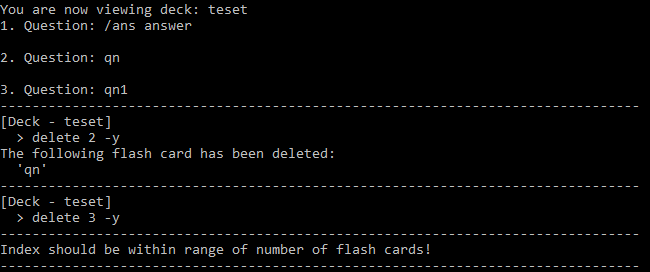 You are now viewing deck: teset
1. Question: /ans answer
2. Question: qn
3. Question: qn1
--------------------------------------------------------------------------------
[Deck - teset]
  > delete 2 -y
The following flash card has been deleted:
  'qn'
--------------------------------------------------------------------------------
[Deck - teset]
  > delete 3 -y
--------------------------------------------------------------------------------
Index should be within range of number of flash cards!
--------------------------------------------------------------------------------